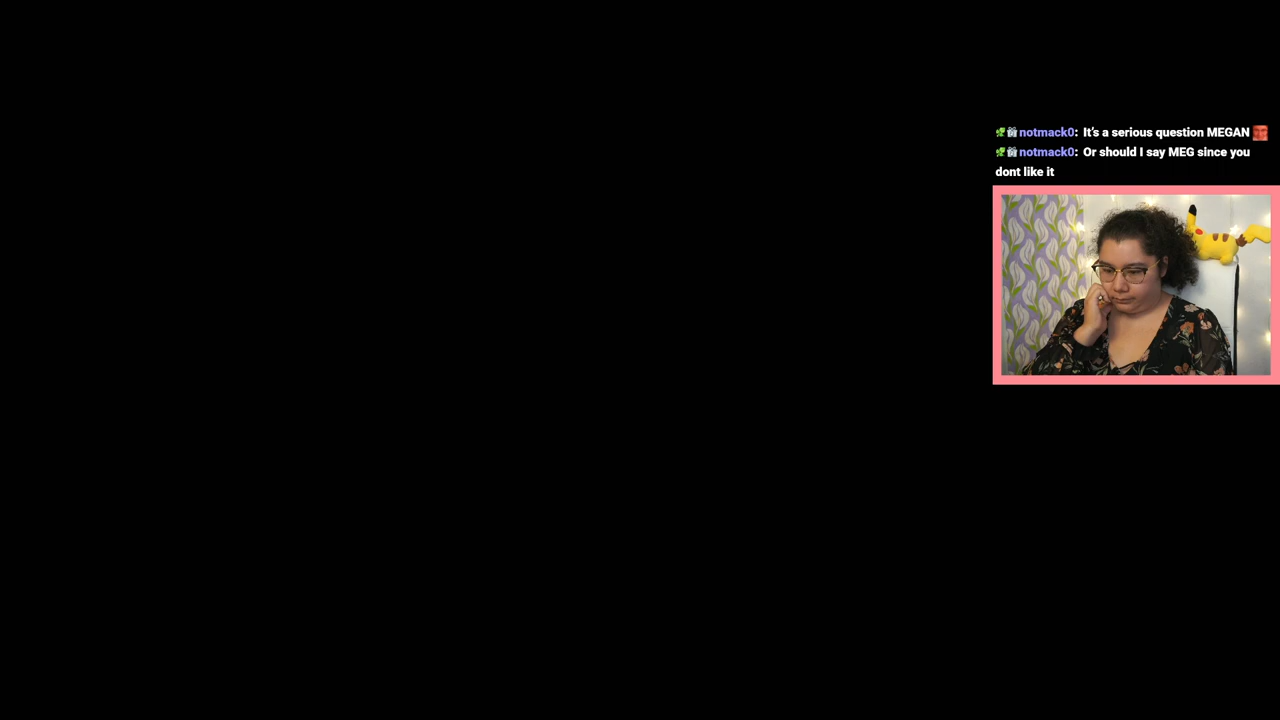 notmack0: It's a serious question MEGAN
notmack0: Or should I say MEG since you
dont like it